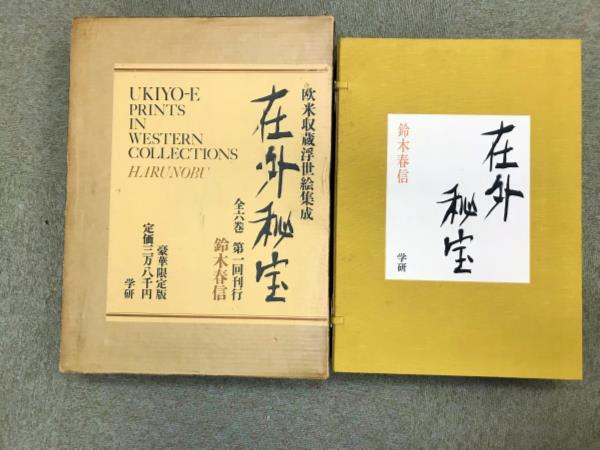 UKIYO-E
PRINTS
IN
WESTERN
COLLECTIONS
HARUNOBU
欧米収蔵浮世絵集成
在外秘宝
全六巻 第一回刊行
鈴木春信
豪華限定版
定価三万八千円
学研
在外
秘宝
鈴木春信
学研